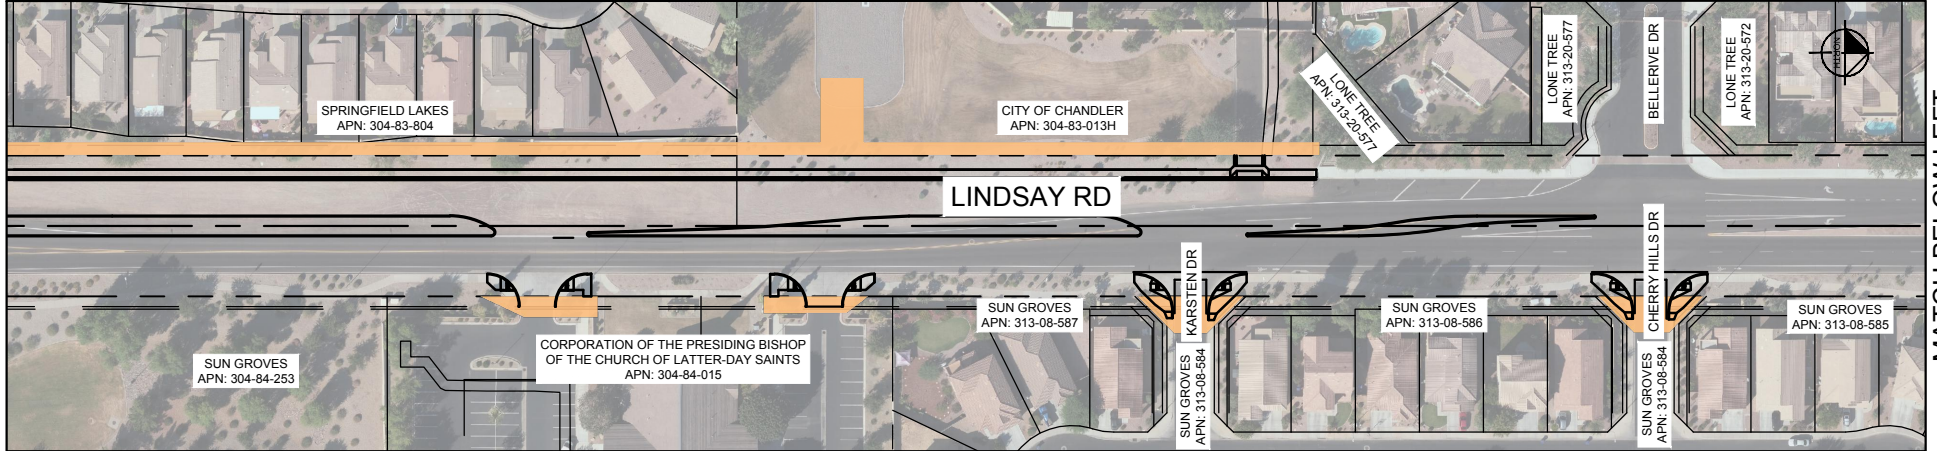 SPRINGFIELD LAKES
APN: 304-83-804
CITY OF CHANDLER
APN: 304-83-013H
LONE TREE
APN: 313-20-577
LONE TREE
APN: 313-20-577
BELLERIVE DR
LONE TREE
APN: 313-20-572
NORTH
LINDSAY RD
SUN GROVES
APN: 304-84-253
CORPORATION OF THE PRESIDING BISHOP
OF THE CHURCH OF LATTER-DAY SAINTS
APN: 304-84-015
SUN GROVES
APN: 313-08-587
KARSTEN DR
SUN GROVES
APN: 313-08-584
SUN GROVES
APN: 313-08-586
CHERRY HILLS DR
SUN GROVES
APN: 313-08-584
SUN GROVES
APN: 313-08-585